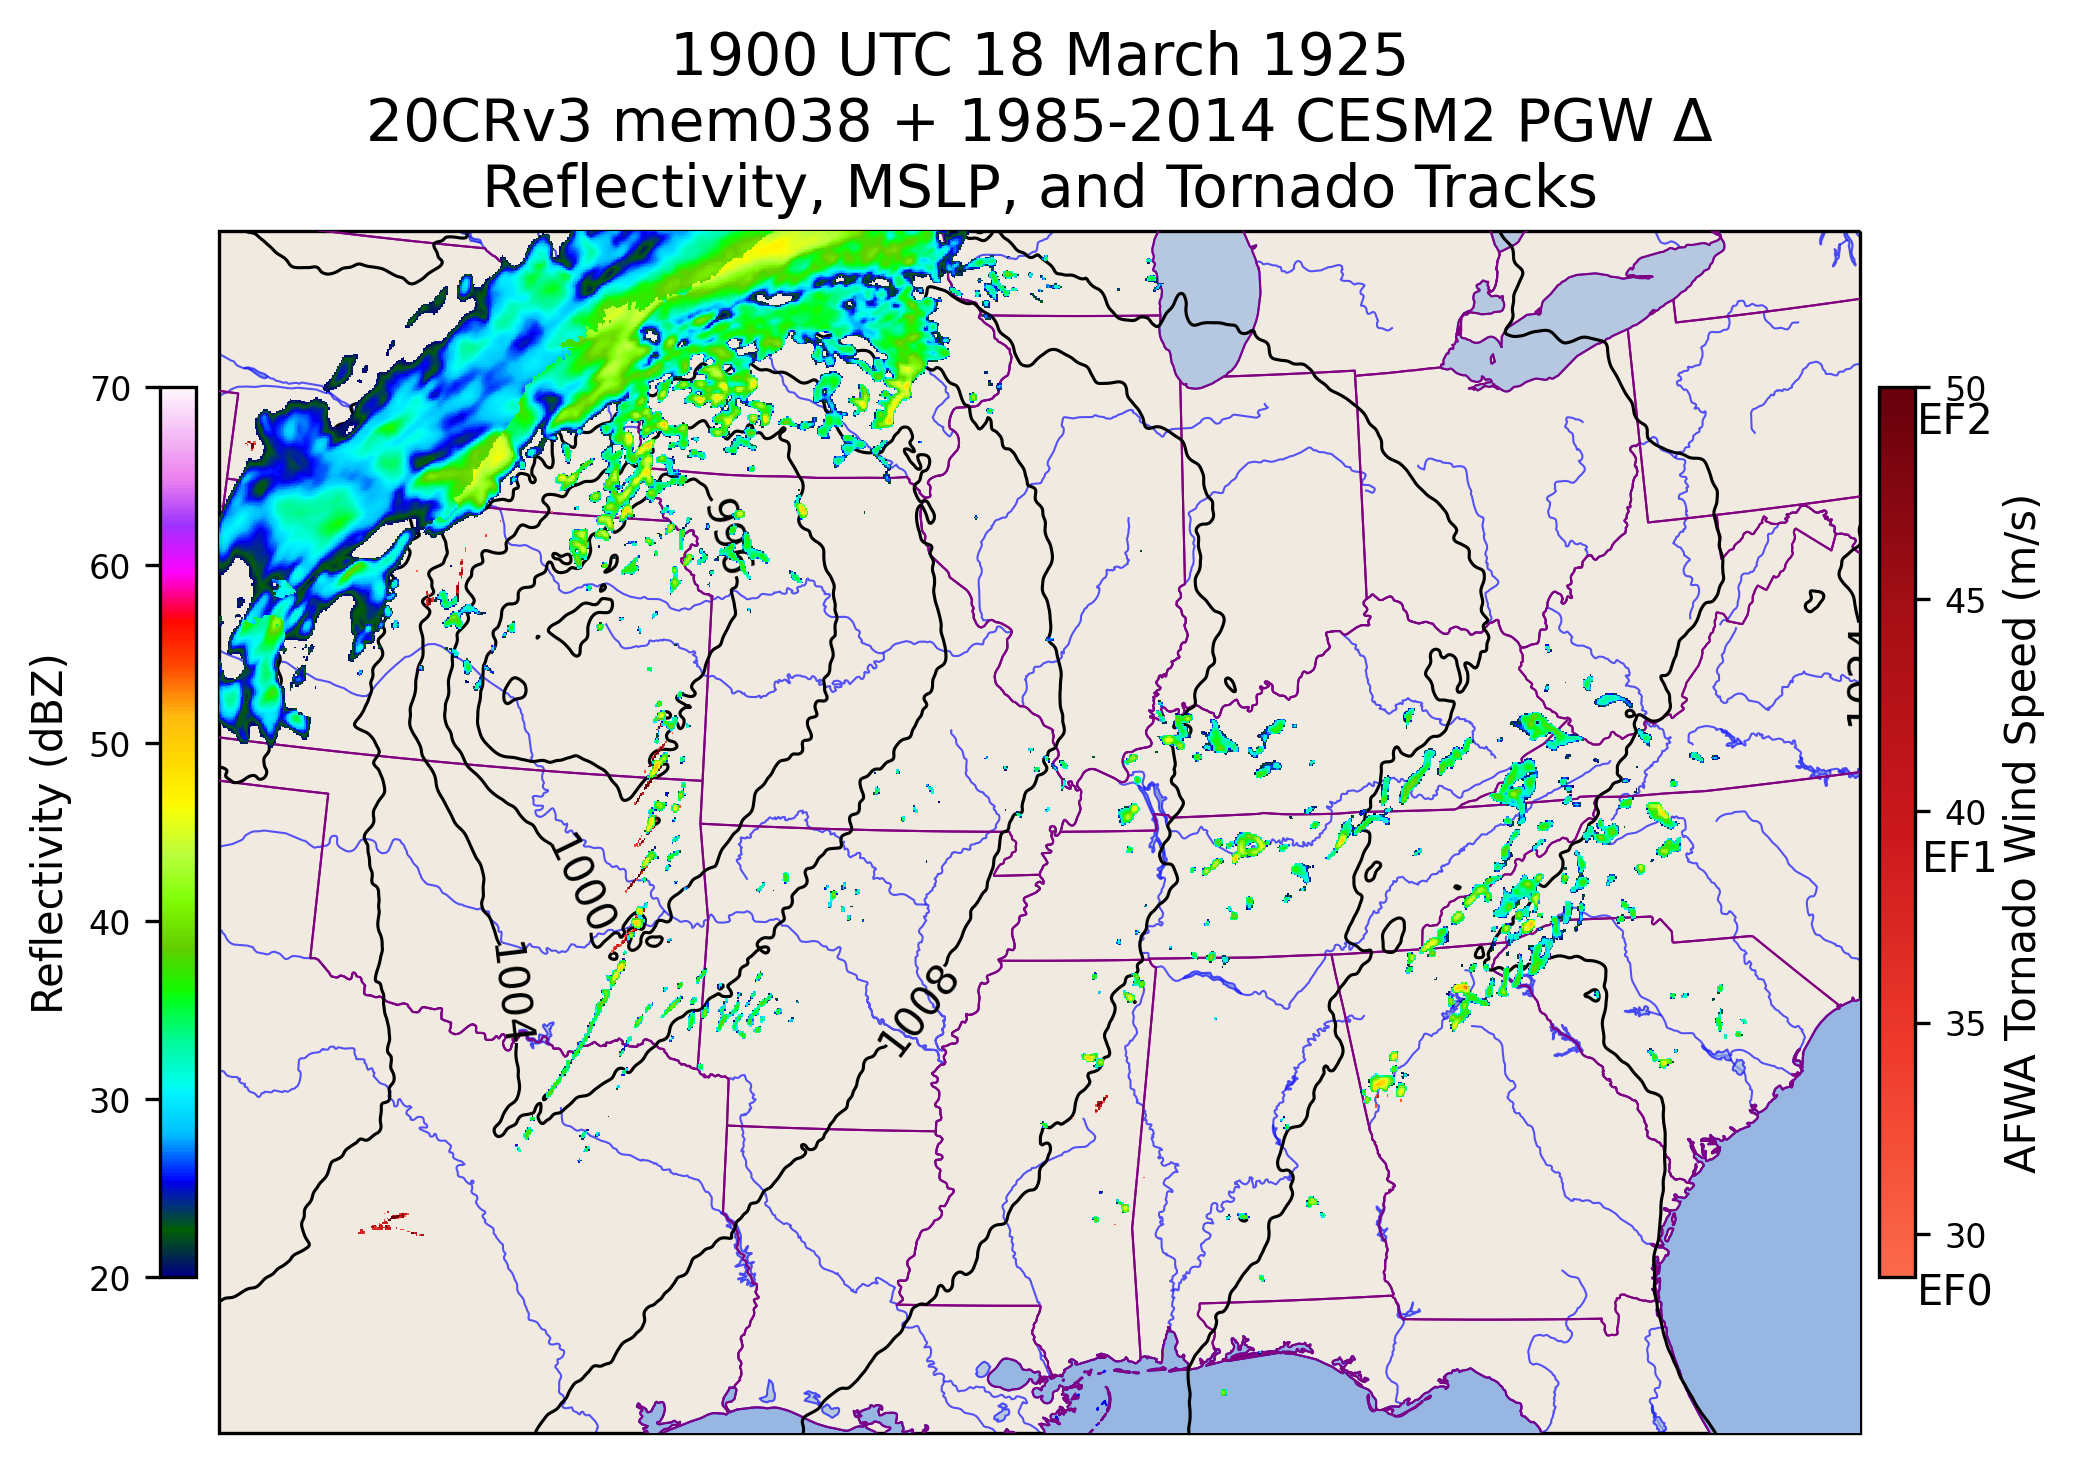 1900 UTC 18 March 1925
20CRv3 mem038 + 1985-2014 CESM2 PGW Δ
Reflectivity, MSLP, and Tornado Tracks
70
60
50
40
30
20
Reflectivity (dBZ)
996
1000
1004
1008
1024
50
EF2
45
40
EF1
35
30
EF0
AFWA Tornado Wind Speed (m/s)